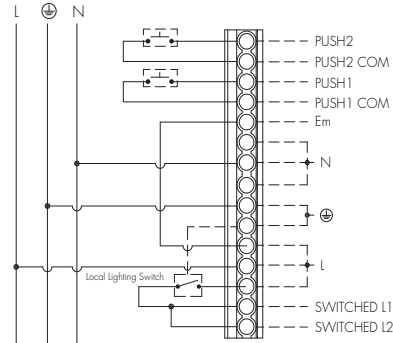 L N
PUSH2
PUSH2 COM
PUSH1
PUSH1 COM
Em
N
L
Local Lighting Switch
SWITCHED L1
SWITCHED L2